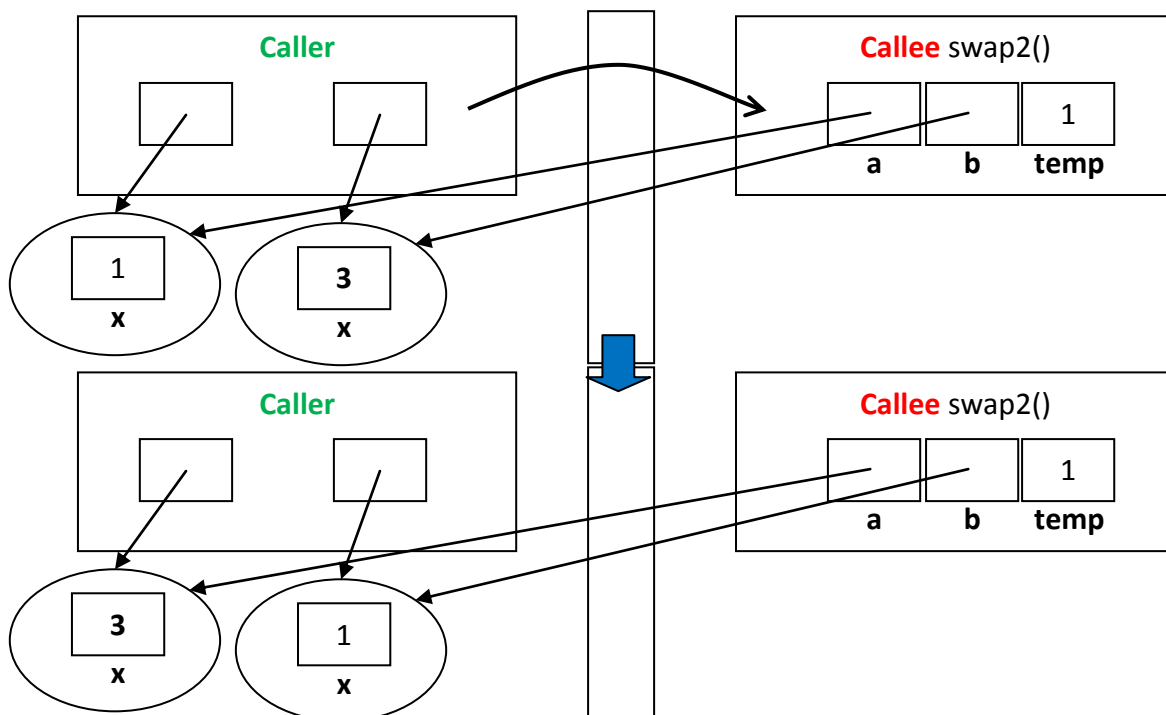 Caller
Callee swap2()
1
a b temp
1
3
x
x
Caller
Callee swap2()
1
a b temp
3
1
x
x